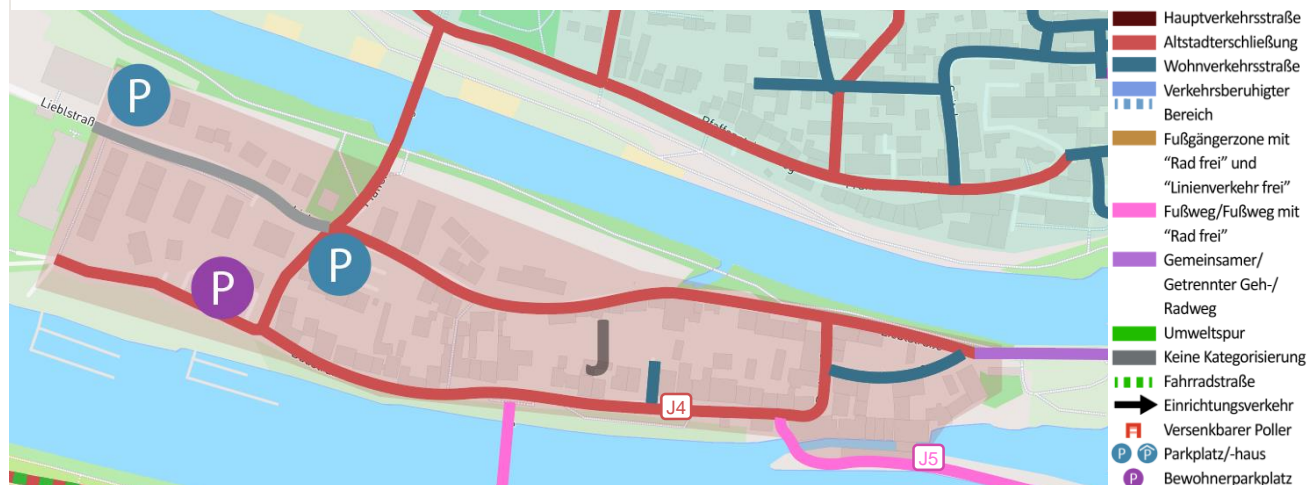 P
Lieblstraß
P
P
J
J4
J5
Hauptverkehrsstraße
Altstadterschließung
Wohnverkehrsstraße
Verkehrsberuhigter
Bereich
Fußgängerzone mit
“Rad frei” und
“Linienverkehr frei”
Fußweg/Fußweg mit
“Rad frei”
Gemeinsamer/
Getrennter Geh-/
Radweg
Umweltspur
Keine Kategorisierung
Fahrradstraße
Einrichtungsverkehr
Versenkbarer Poller
P P Parkplatz/-haus
P Bewohnerparkplatz